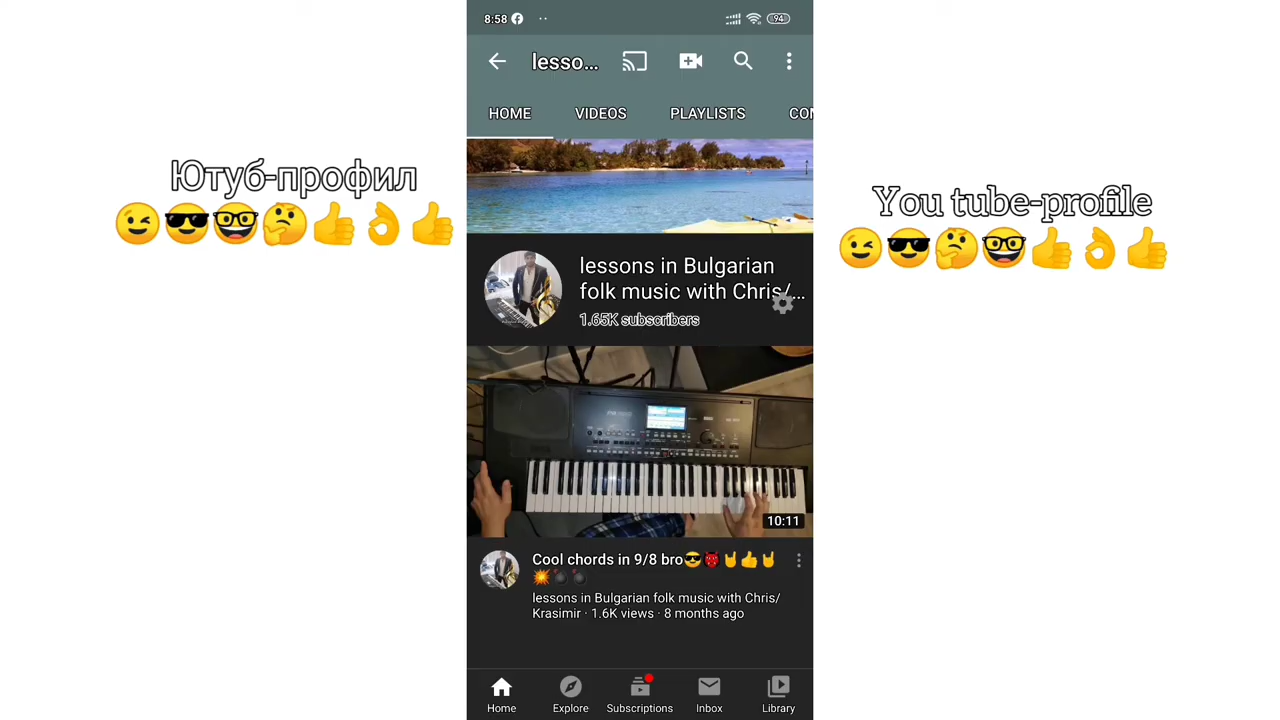 8:58
94
lesso...
HOME VIDEOS PLAYLISTS CO
Ютуб-профил
😉😎🤓🤔👍👌👍
You tube-profile
😉😎🤔🤓👍👌👍
lessons in Bulgarian
folk music with Chris/...
1.65K subscribers
10:11
Cool chords in 9/8 bro😎👹🤘👍🤘
💥💣💣
lessons in Bulgarian folk music with Chris/
Krasimir · 1.6K views · 8 months ago
Home Explore Subscriptions Inbox Library